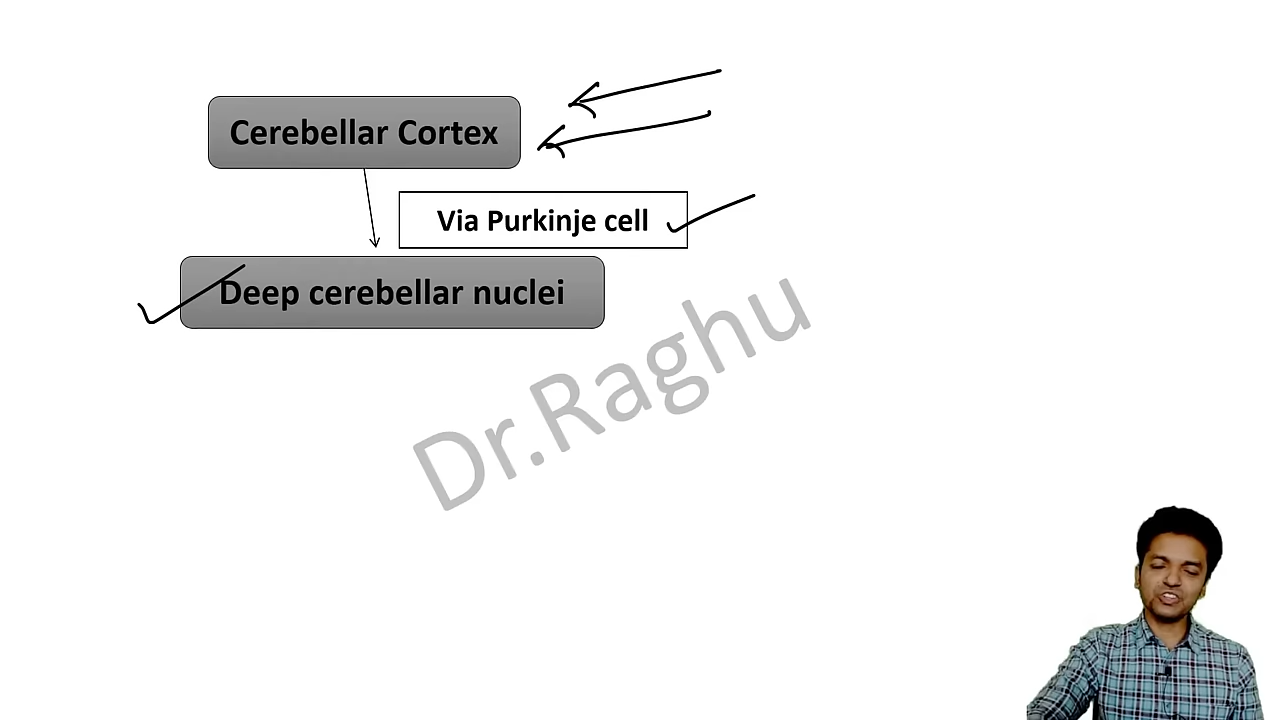 Cerebellar Cortex
Via Purkinje cell
Deep cerebellar nuclei
Dr.Raghu